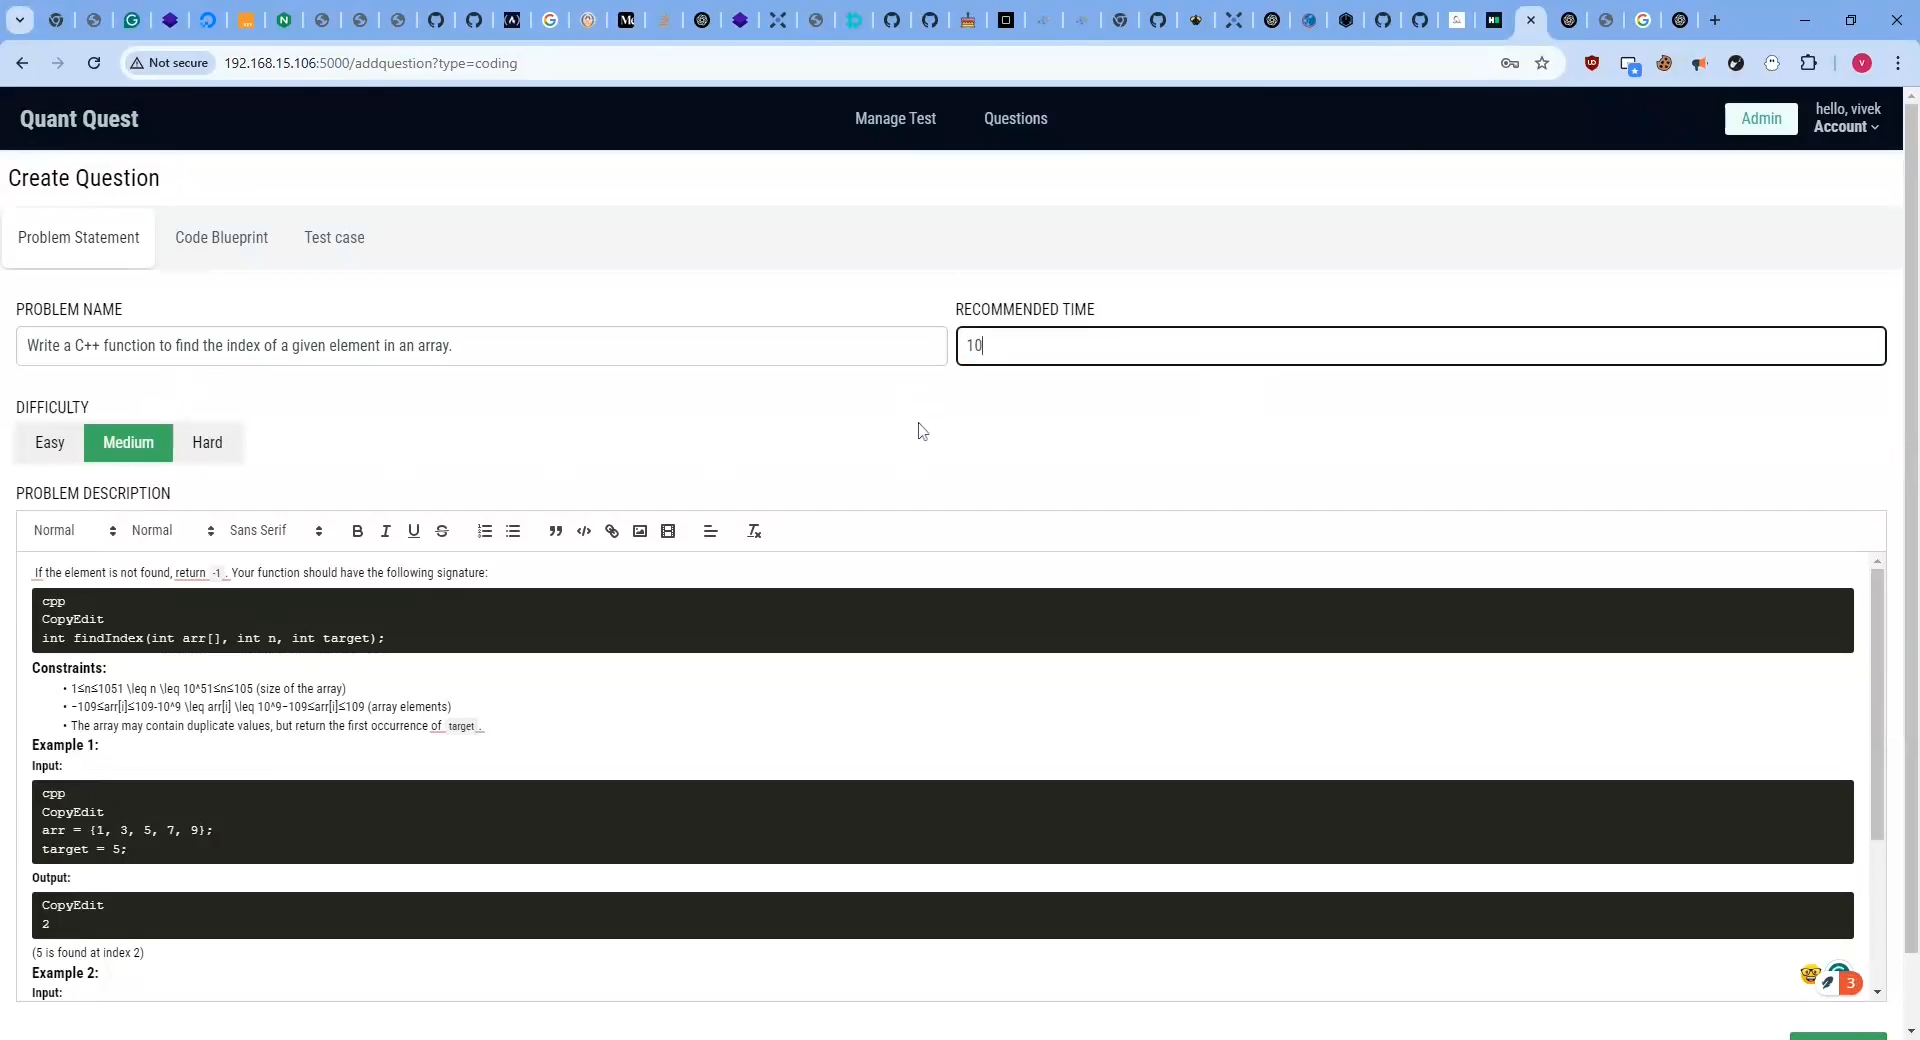 Not secure
192.168.15.106:5000/addquestion?type=coding
Quant Quest
Manage Test
Questions
Admin
hello, vivek
Account
Create Question
Problem Statement
Code Blueprint
Test case
PROBLEM NAME
RECOMMENDED TIME
Write a C++ function to find the index of a given element in an array.
10
DIFFICULTY
Easy
Medium
Hard
PROBLEM DESCRIPTION
Normal
Normal
Sans Serif
If the element is not found, return -1 . Your function should have the following signature:
cpp
CopyEdit
int findIndex(int arr[], int n, int target);
Constraints:
• 1≤n≤1051 \leq n \leq 10^51≤n≤105 (size of the array)
• −109≤arr[i]≤109-10^9 \leq arr[i] \leq 10^9−109≤arr[i]≤109 (array elements)
• The array may contain duplicate values, but return the first occurrence of target .
Example 1:
Input:
cpp
CopyEdit
arr = {1, 3, 5, 7, 9};
target = 5;
Output:
CopyEdit
2
(5 is found at index 2)
Example 2:
Input:
3